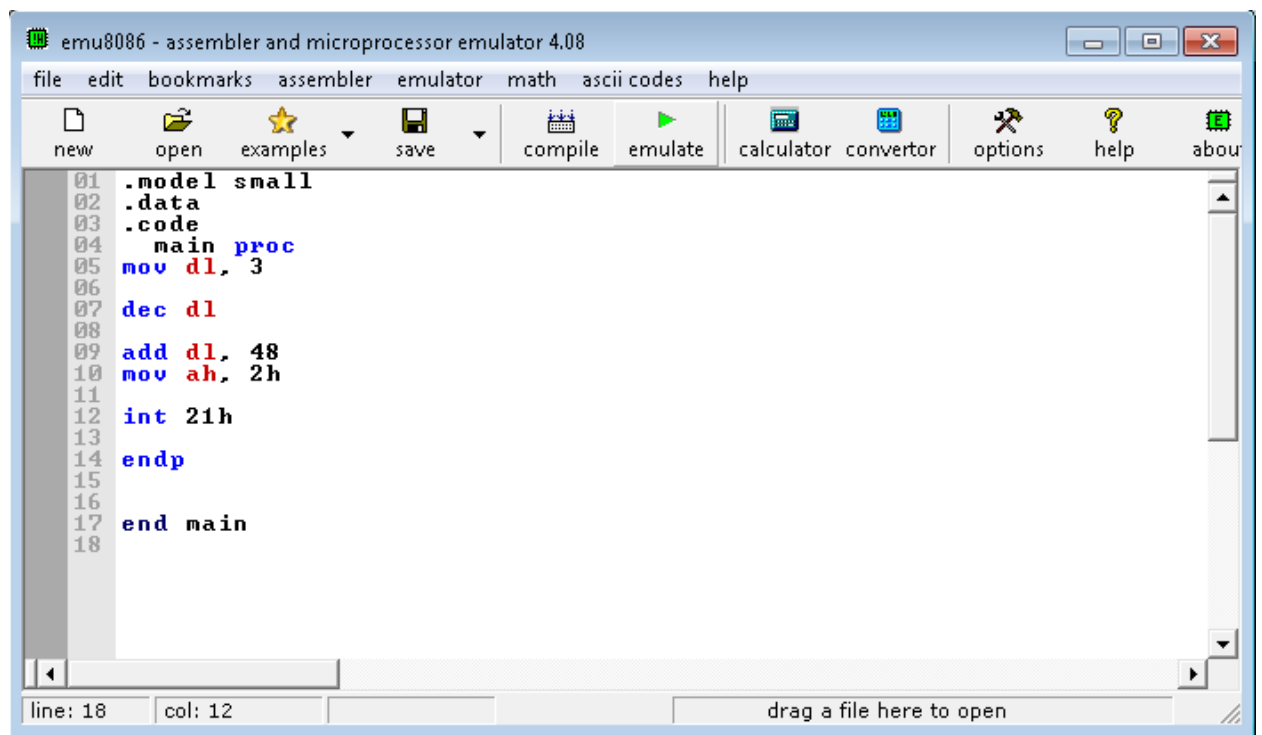 emu8086 - assembler and microprocessor emulator 4.08
file edit bookmarks assembler emulator math ascii codes help
new open examples save compile emulate calculator convertor options help abou
01 .model small
02 .data
03 .code
04 main proc
05 mov dl, 3
06
07 dec dl
08
09 add dl, 48
10 mov ah, 2h
11
12 int 21h
13
14 endp
15
16
17 end main
18
line: 18 col: 12 drag a file here to open